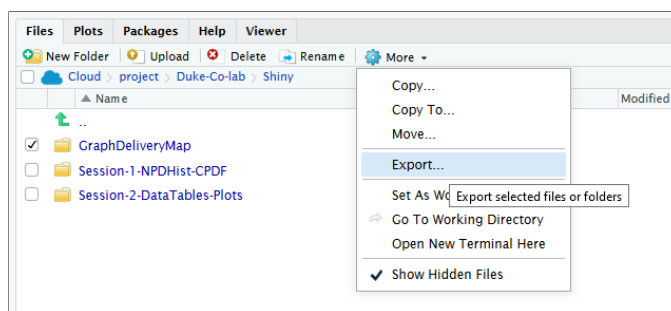 Files Plots Packages Help Viewer
New Folder Upload Delete Rename More
Cloud > project > Duke-Co-lab > Shiny
Name Modified
..
GraphDeliveryMap
Session-1-NPDHist-CPDF
Session-2-DataTables-Plots
Copy...
Copy To...
Move...
Export...
Set As Wo
Export selected files or folders
Go To Working Directory
Open New Terminal Here
Show Hidden Files